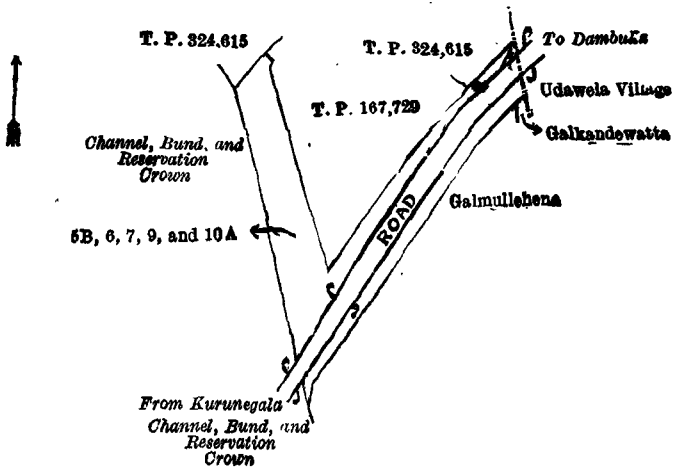 T. P. 324,615
T. P. 324,615
To Dambulla
Udawela Village
T. P. 167,729
Galkandewatta
Channel, Bund, and
Reservation
Crown
Galmullehena
ROAD
5B, 6, 7, 9, and 10A
From Kurunegala
Channel, Bund, and
Reservation
Crown